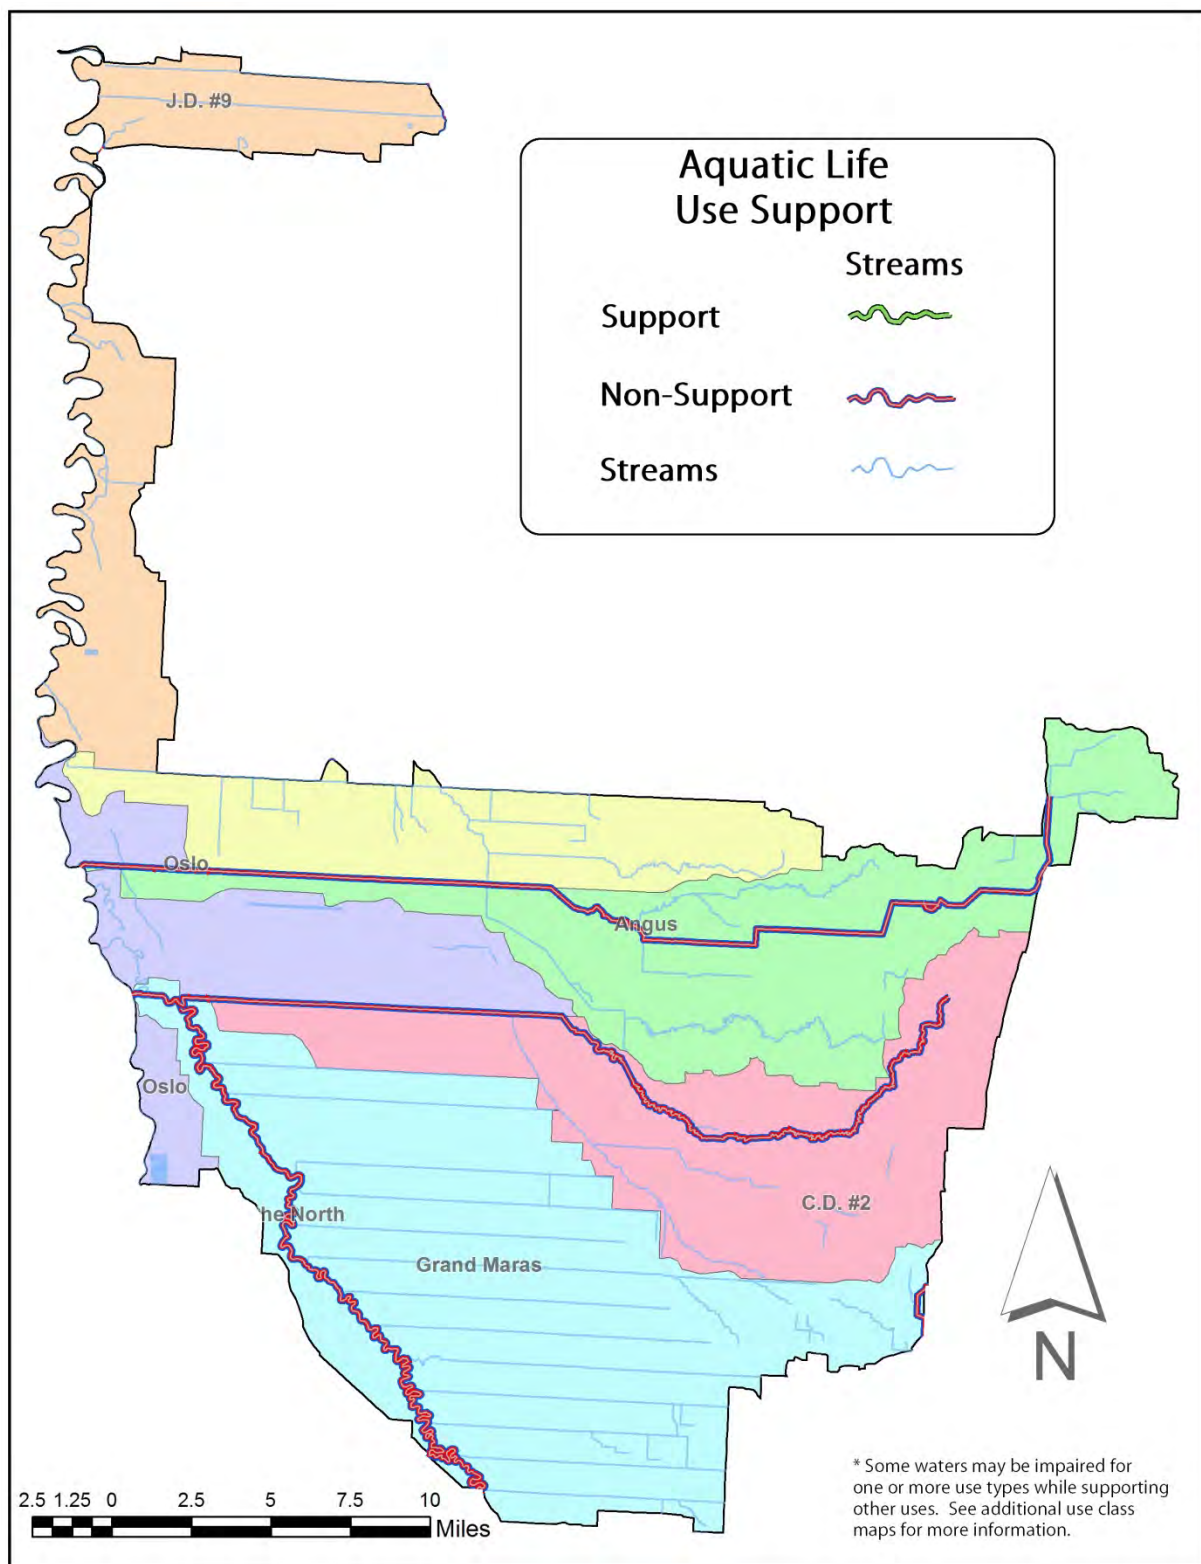 J.D. #9
Aquatic Life
Use Support
Streams
Support
Non-Support
Streams
Oslo
Angus
Oslo
C.D. #2
he North
Grand Maras
N
* Some waters may be impaired for
one or more use types while supporting
other uses. See additional use class
maps for more information.
2.5 1.25 0 2.5 5 7.5 10
Miles